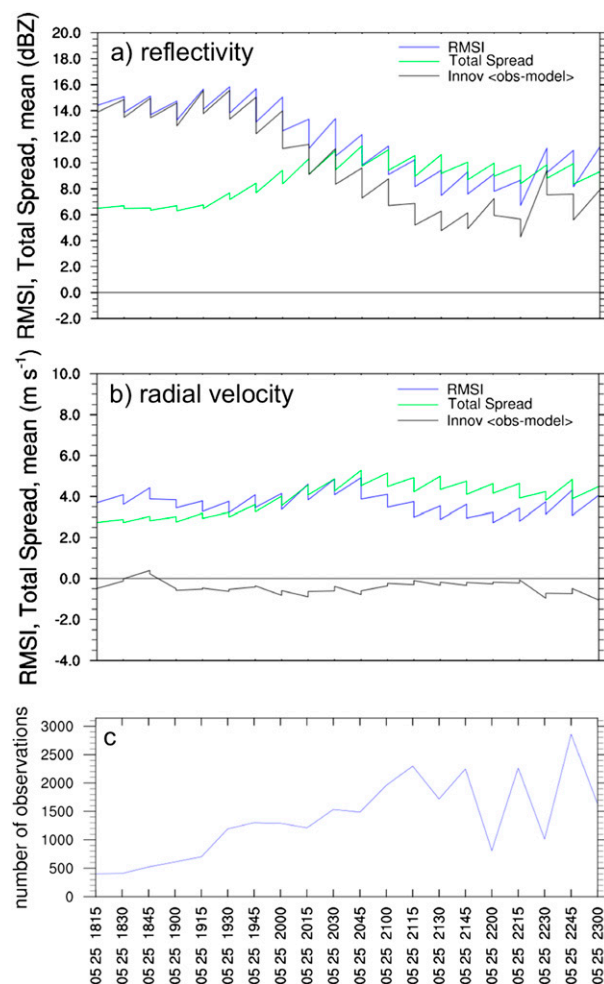 RMSI, Total Spread, mean (dBZ)
20.0
18.0
16.0
14.0
12.0
10.0
8.0
6.0
4.0
2.0
0.0
-2.0
a) reflectivity
RMSI
Total Spread
Innov <obs-model>
RMSI, Total Spread, mean (m s⁻¹)
10.0
8.0
6.0
4.0
2.0
0.0
-2.0
-4.0
b) radial velocity
RMSI
Total Spread
Innov <obs-model>
number of observations
3000
2500
2000
1500
1000
500
0
c
05 25 1815
05 25 1830
05 25 1845
05 25 1900
05 25 1915
05 25 1930
05 25 1945
05 25 2000
05 25 2015
05 25 2030
05 25 2045
05 25 2100
05 25 2115
05 25 2130
05 25 2145
05 25 2200
05 25 2215
05 25 2230
05 25 2245
05 25 2300